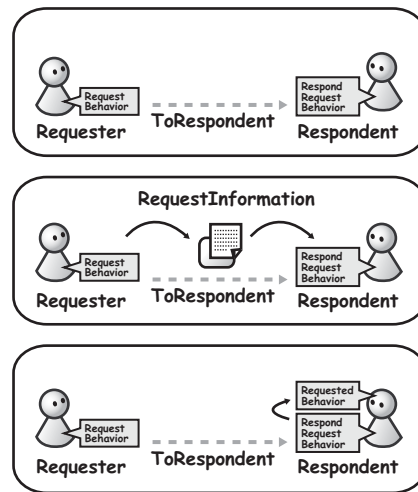 Request
Behavior
Respond
Request
Behavior
Requester
ToRespondent
Respondent
RequestInformation
Request
Behavior
Respond
Request
Behavior
Requester
ToRespondent
Respondent
Requested
Behavior
Request
Behavior
Respond
Request
Behavior
Requester
ToRespondent
Respondent